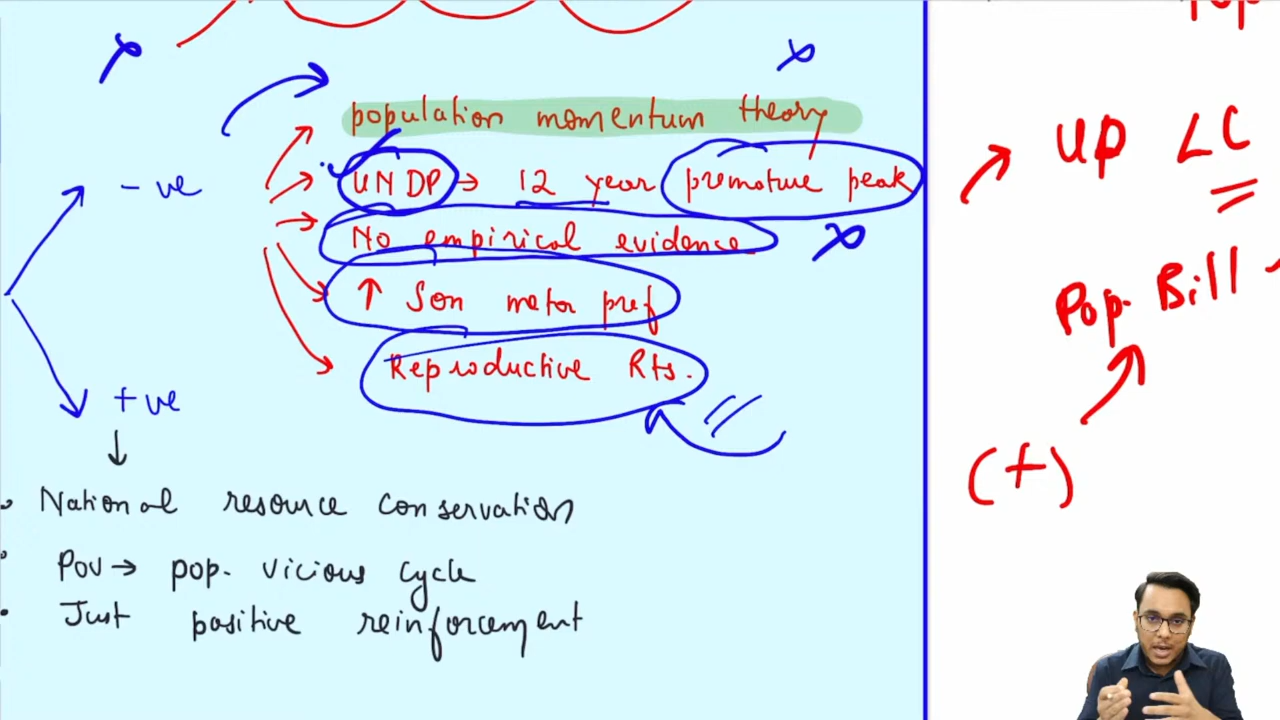 population momentum theory
- ve
UNDP → 12 year premature peak
No empirical evidence
↑ Son meta pref
Reproductive Rts.
+ ve
• National resource conservation
• Pov → pop. vicious cycle
• Just positive reinforcement
Pop
UP LC
Pop. Bill
(+)